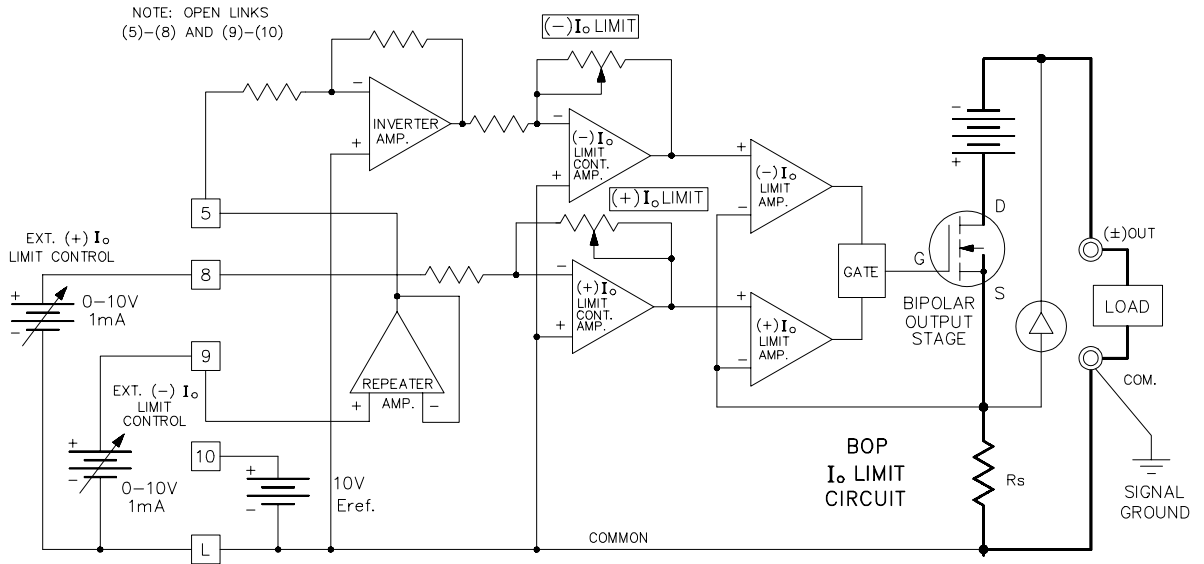 NOTE: OPEN LINKS
(5)–(8) AND (9)–(10)
(–)Iₒ LIMIT
–
INVERTER
AMP.
+
–
(–)Iₒ
LIMIT
CONT.
AMP.
+
(+)Iₒ LIMIT
+
(–)Iₒ
LIMIT
AMP.
–
–
+
D
G
S
(±)OUT
5
EXT. (+) Iₒ
LIMIT CONTROL
8
+
–
0–10V
1mA
–
(+)Iₒ
LIMIT
CONT.
AMP.
+
GATE
BIPOLAR
OUTPUT
STAGE
LOAD
+
(+)Iₒ
LIMIT
AMP.
–
9
REPEATER
AMP.
+
–
COM.
EXT. (–) Iₒ
LIMIT
CONTROL
+
–
0–10V
1mA
10
+
–
10V
Eref.
BOP
Iₒ LIMIT
CIRCUIT
Rs
SIGNAL
GROUND
L
COMMON